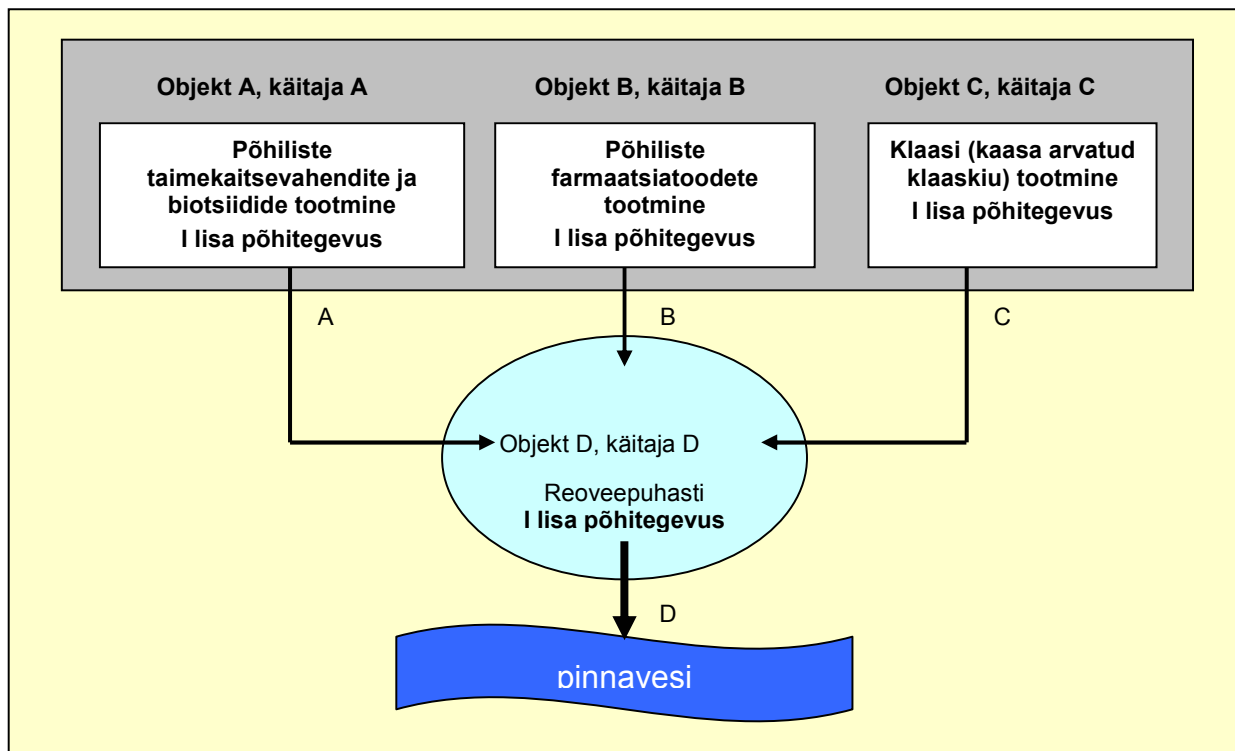 Objekt A, käitaja A
Põhiliste
taimekaitsevahendite ja
biotsiidide tootmine
I lisa põhitegevus
Objekt B, käitaja B
Põhiliste
farmaatsiatoodete
tootmine
I lisa põhitegevus
Objekt C, käitaja C
Klaasi (kaasa arvatud
klaaskiu) tootmine
I lisa põhitegevus
A
B
C
Objekt D, käitaja D
Reoveepuhasti
I lisa põhitegevus
D
pinnavesi